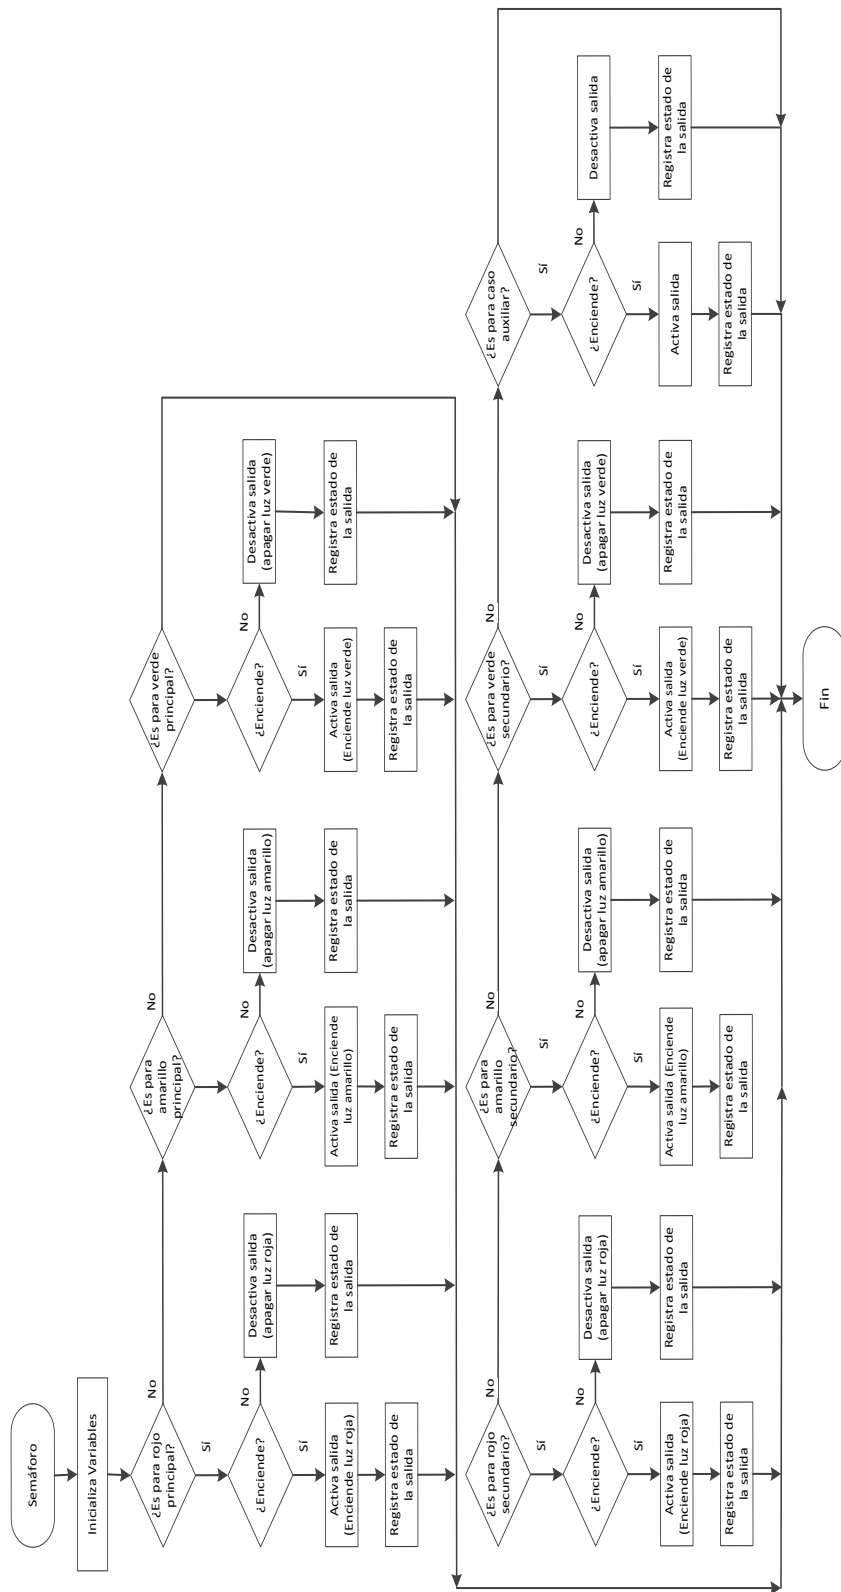 Semáforo
Inicializa Variables
¿Es para rojo
principal?
No
Sí
¿Enciende?
No
Sí
Desactiva salida
(apagar luz roja)
Registra estado de
la salida
Activa salida
(Enciende luz roja)
Registra estado de
la salida
¿Es para
amarillo
principal?
No
¿Enciende?
No
Sí
Desactiva salida
(apagar luz amarillo)
Registra estado de
la salida
Activa salida (Enciende
luz amarillo)
Registra estado de
la salida
¿Es para verde
principal?
¿Enciende?
No
Sí
Desactiva salida
(apagar luz verde)
Registra estado de
la salida
Activa salida
(Enciende luz verde)
Registra estado de
la salida
¿Es para rojo
secundario?
No
Sí
¿Enciende?
No
Sí
Desactiva salida
(apagar luz roja)
Registra estado de
la salida
Activa salida
(Enciende luz roja)
Registra estado de
la salida
¿Es para
amarillo
secundario?
No
Sí
¿Enciende?
No
Sí
Desactiva salida
(apagar luz amarillo)
Registra estado de
la salida
Activa salida (Enciende
luz amarillo)
Registra estado de
la salida
¿Es para verde
secundario?
No
Sí
¿Enciende?
No
Sí
Desactiva salida
(apagar luz verde)
Registra estado de
la salida
Activa salida
(Enciende luz verde)
Registra estado de
la salida
¿Es para caso
auxiliar?
Sí
¿Enciende?
No
Sí
Desactiva salida
Registra estado de
la salida
Activa salida
Registra estado de
la salida
Fin